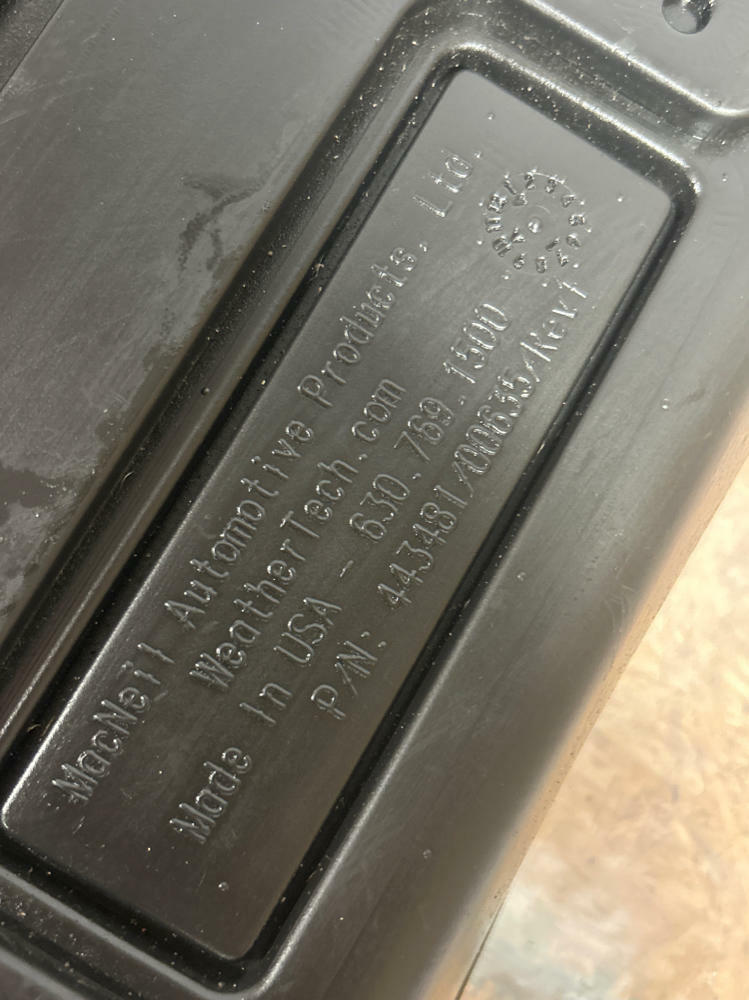 MacNeil Automotive Products, Ltd.
WeatherTech.com
Made In USA - 630.769.1500
P/N: 443481/00635/Rev1